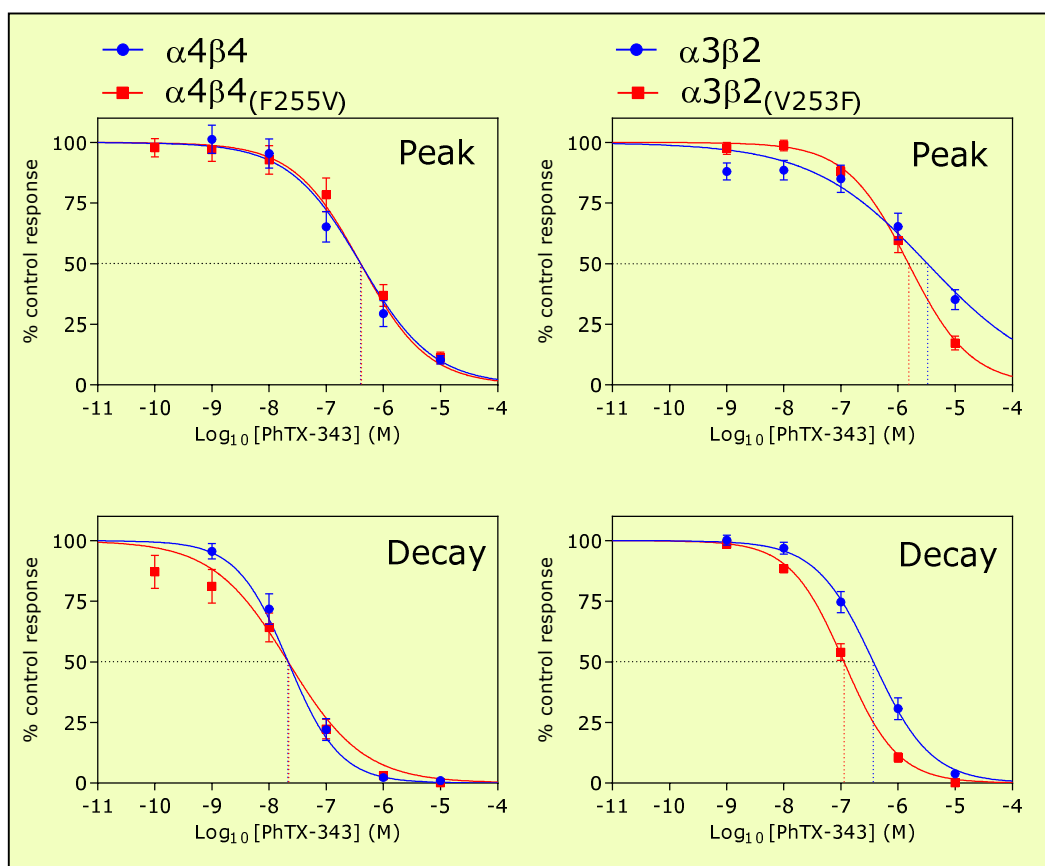 α4β4
α4β4(F255V)
α3β2
α3β2(V253F)
Peak
% control response
100
75
50
25
0
-11 -10 -9 -8 -7 -6 -5 -4
Log10 [PhTX-343] (M)
Peak
% control response
100
75
50
25
0
-11 -10 -9 -8 -7 -6 -5 -4
Log10 [PhTX-343] (M)
Decay
% control response
100
75
50
25
0
-11 -10 -9 -8 -7 -6 -5 -4
Log10 [PhTX-343] (M)
Decay
% control response
100
75
50
25
0
-11 -10 -9 -8 -7 -6 -5 -4
Log10 [PhTX-343] (M)